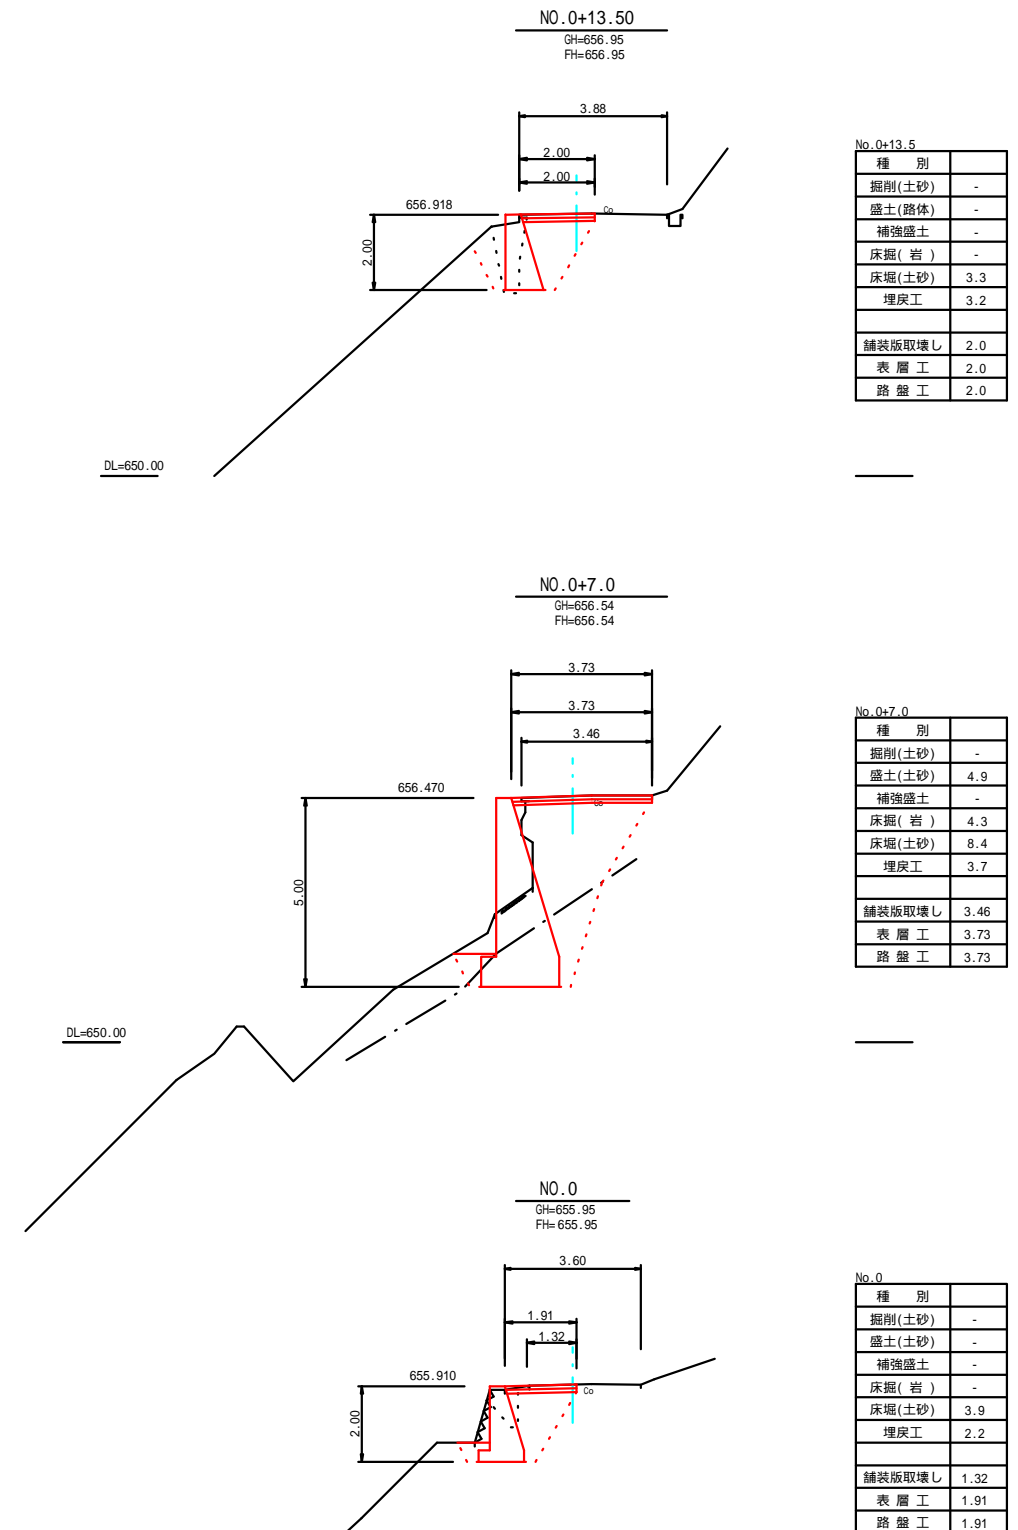 NO.0+13.50
GH=656.95
FH=656.95
3.88
2.00
2.00
Co
656.918
2.00
DL=650.00
No.0+13.5
種 別
掘削(土砂) -
盛土(路体) -
補強盛土 -
床掘( 岩 ) -
床堀(土砂) 3.3
埋戻工 3.2
舗装版取壊し 2.0
表 層 工 2.0
路 盤 工 2.0
NO.0+7.0
GH=656.54
FH=656.54
3.73
3.73
3.46
Co
656.470
5.00
DL=650.00
No.0+7.0
種 別
掘削(土砂) -
盛土(土砂) 4.9
補強盛土 -
床掘( 岩 ) 4.3
床堀(土砂) 8.4
埋戻工 3.7
舗装版取壊し 3.46
表 層 工 3.73
路 盤 工 3.73
NO.0
GH=655.95
FH=655.95
3.60
1.91
1.32
Co
655.910
2.00
No.0
種 別
掘削(土砂) -
盛土(土砂) -
補強盛土 -
床掘( 岩 ) -
床堀(土砂) 3.9
埋戻工 2.2
舗装版取壊し 1.32
表 層 工 1.91
路 盤 工 1.91